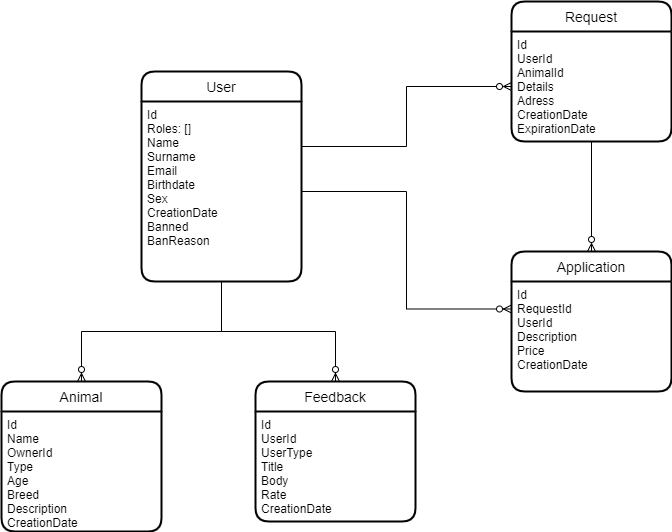 Request
Id
UserId
AnimalId
Details
Adress
CreationDate
ExpirationDate
User
Id
Roles: []
Name
Surname
Email
Birthdate
Sex
CreationDate
Banned
BanReason
Application
Id
RequestId
UserId
Description
Price
CreationDate
Animal
Id
Name
OwnerId
Type
Age
Breed
Description
CreationDate
Feedback
Id
UserId
UserType
Title
Body
Rate
CreationDate